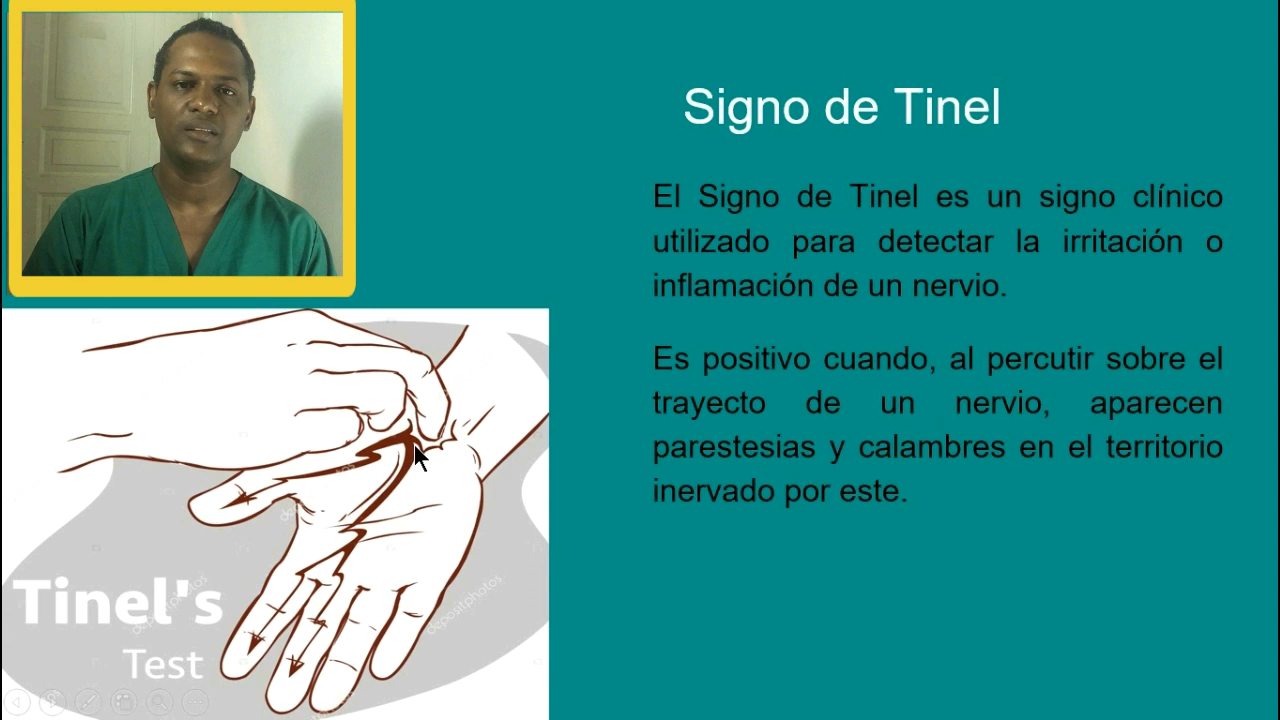 Signo de Tinel
El Signo de Tinel es un signo clínico
utilizado para detectar la irritación o
inflamación de un nervio.
Es positivo cuando, al percutir sobre el
trayecto de un nervio, aparecen
parestesias y calambres en el territorio
inervado por este.
Tinel's
Test
depositphotos
depositphotos